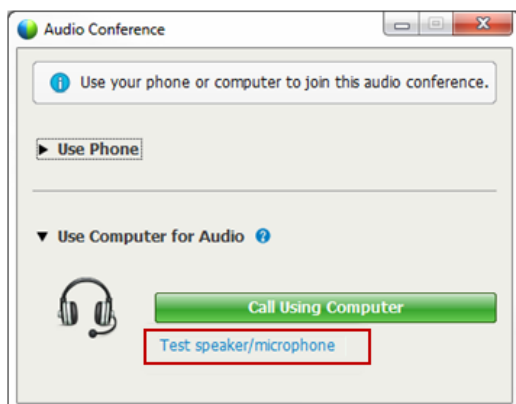 Audio Conference
Use your phone or computer to join this audio conference.
Use Phone
Use Computer for Audio
Call Using Computer
Test speaker/microphone